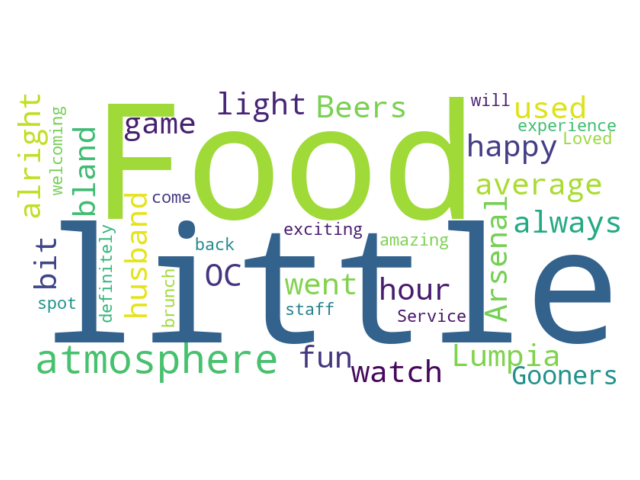 Food
little
alright
welcoming
bland
game
light
Beers
will
used
experience
Loved
happy
average
always
Arsenal
come
husband
bit
definitely
brunch
back
OC
exciting
amazing
went
hour
staff
Service
spot
atmosphere
fun
watch
Lumpia
Gooners